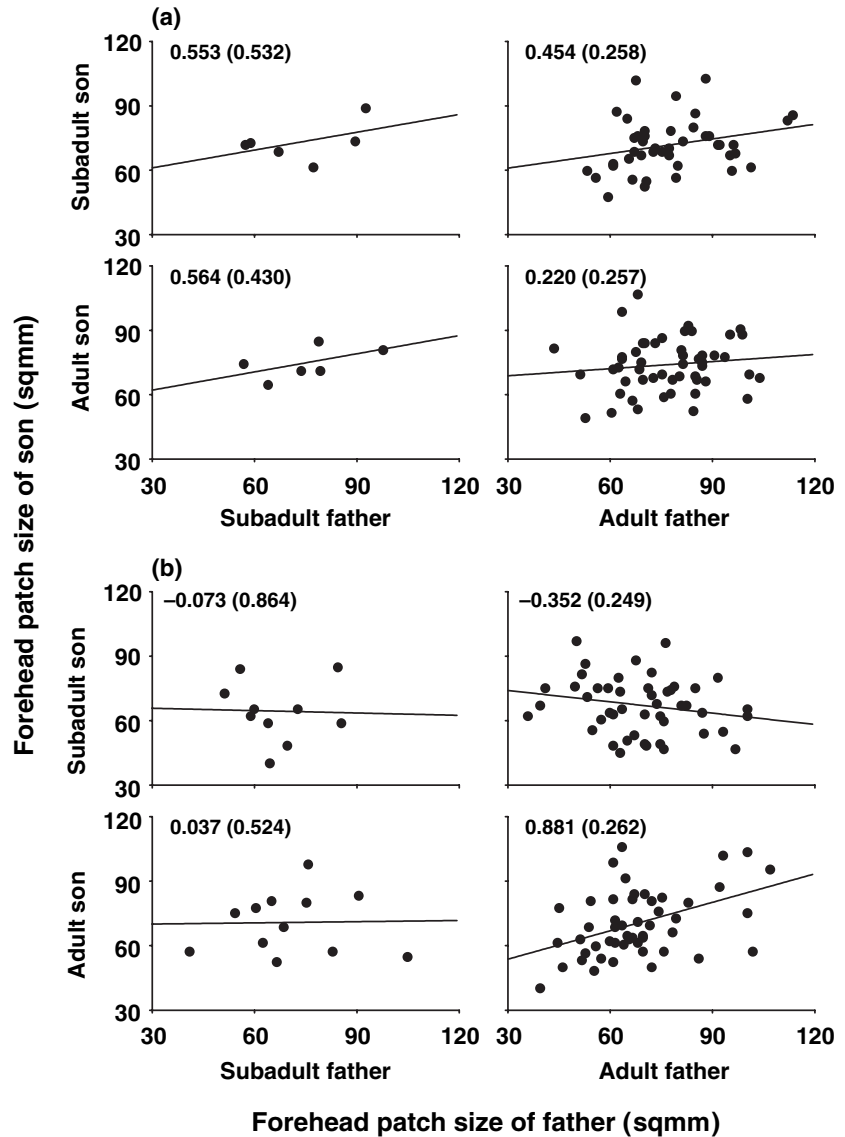 (a)
0.553 (0.532)
0.454 (0.258)
120
90
60
30
Subadult son
0.564 (0.430)
0.220 (0.257)
120
90
60
30
Adult son
30 60 90 120
30 60 90 120
Subadult father
Adult father
Forehead patch size of son (sqmm)
(b)
–0.073 (0.864)
–0.352 (0.249)
120
90
60
30
Subadult son
0.037 (0.524)
0.881 (0.262)
120
90
60
30
Adult son
30 60 90 120
30 60 90 120
Subadult father
Adult father
Forehead patch size of father (sqmm)